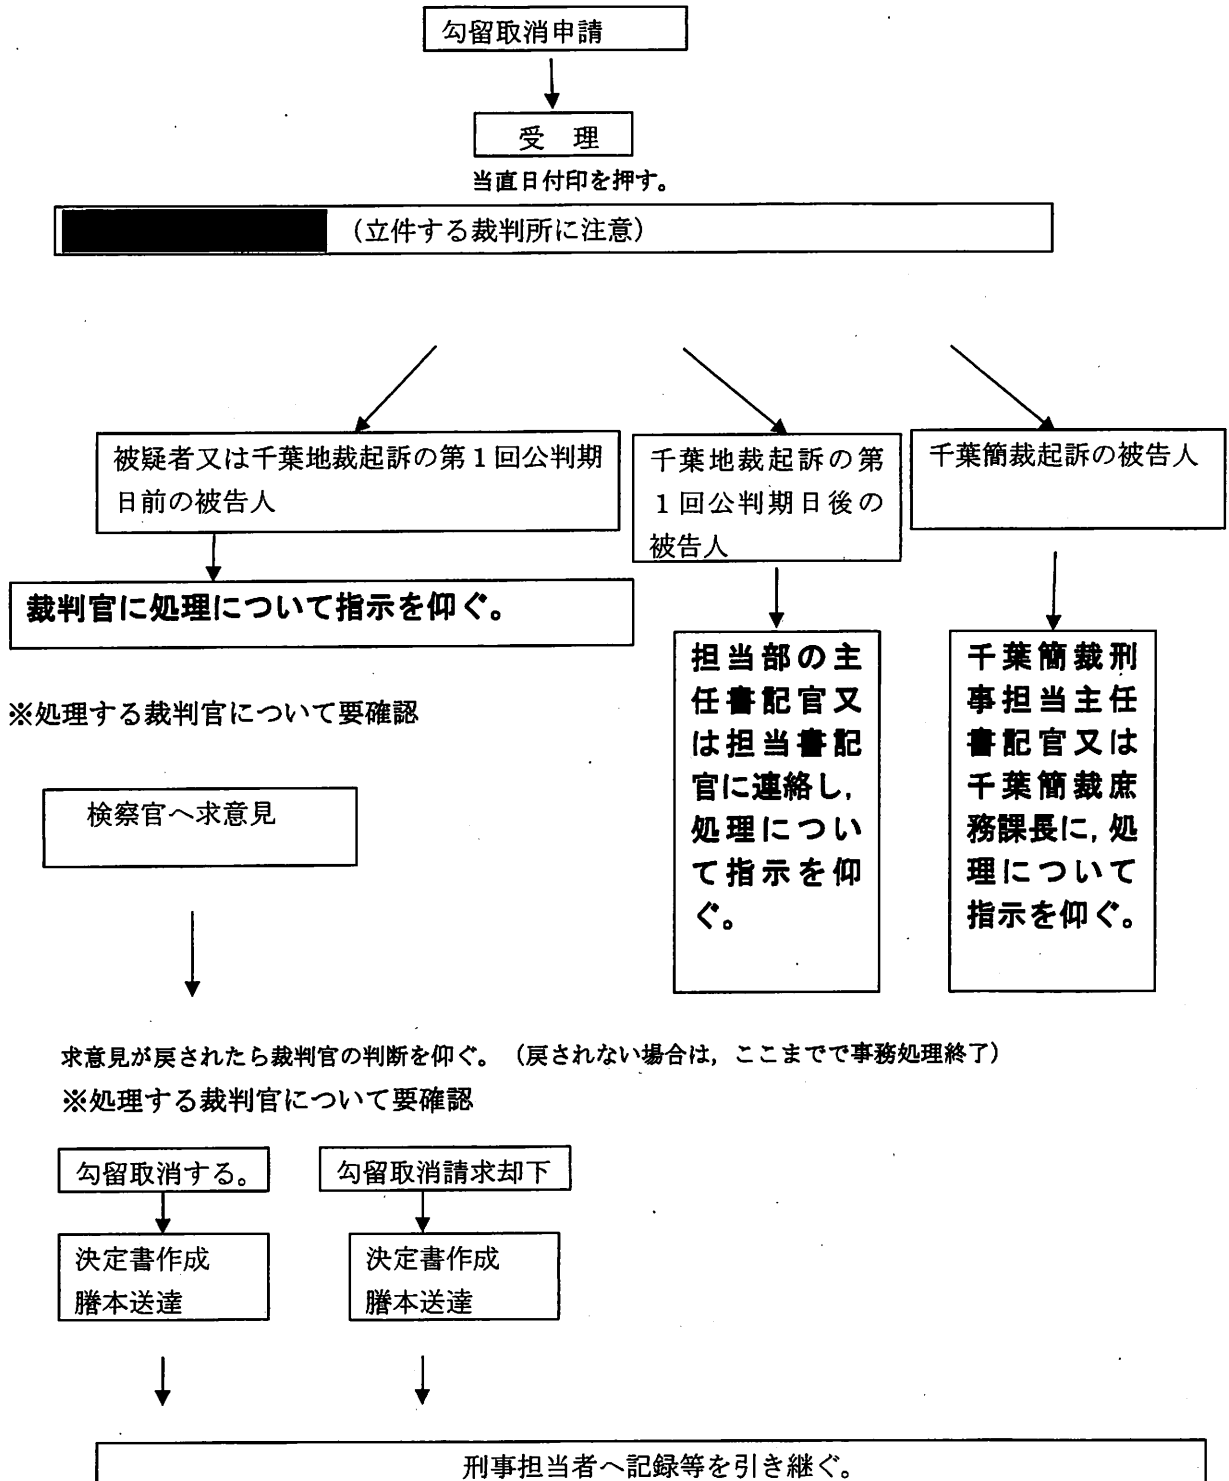 勾留取消申請
受　理
当直日付印を押す。
（立件する裁判所に注意）
被疑者又は千葉地裁起訴の第１回公判期
日前の被告人
千葉地裁起訴の第
１回公判期日後の
被告人
千葉簡裁起訴の被告人
裁判官に処理について指示を仰ぐ。
※処理する裁判官について要確認
担当部の主
任書記官又
は担当書記
官に連絡し，
処理につい
て指示を仰
ぐ。
千葉簡裁刑
事担当主任
書記官又は
千葉簡裁庶
務課長に，処
理について
指示を仰ぐ。
検察官へ求意見
求意見が戻されたら裁判官の判断を仰ぐ。（戻されない場合は，ここまでで事務処理終了）
※処理する裁判官について要確認
勾留取消する。
勾留取消請求却下
決定書作成
謄本送達
決定書作成
謄本送達
刑事担当者へ記録等を引き継ぐ。